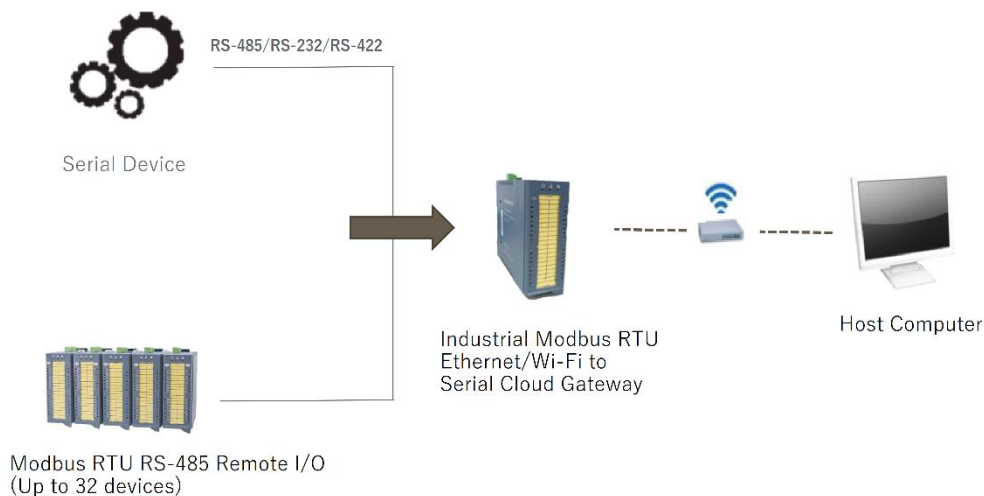 RS-485/RS-232/RS-422
Serial Device
Industrial Modbus RTU
Ethernet/Wi-Fi to
Serial Cloud Gateway
Host Computer
Modbus RTU RS-485 Remote I/O
(Up to 32 devices)